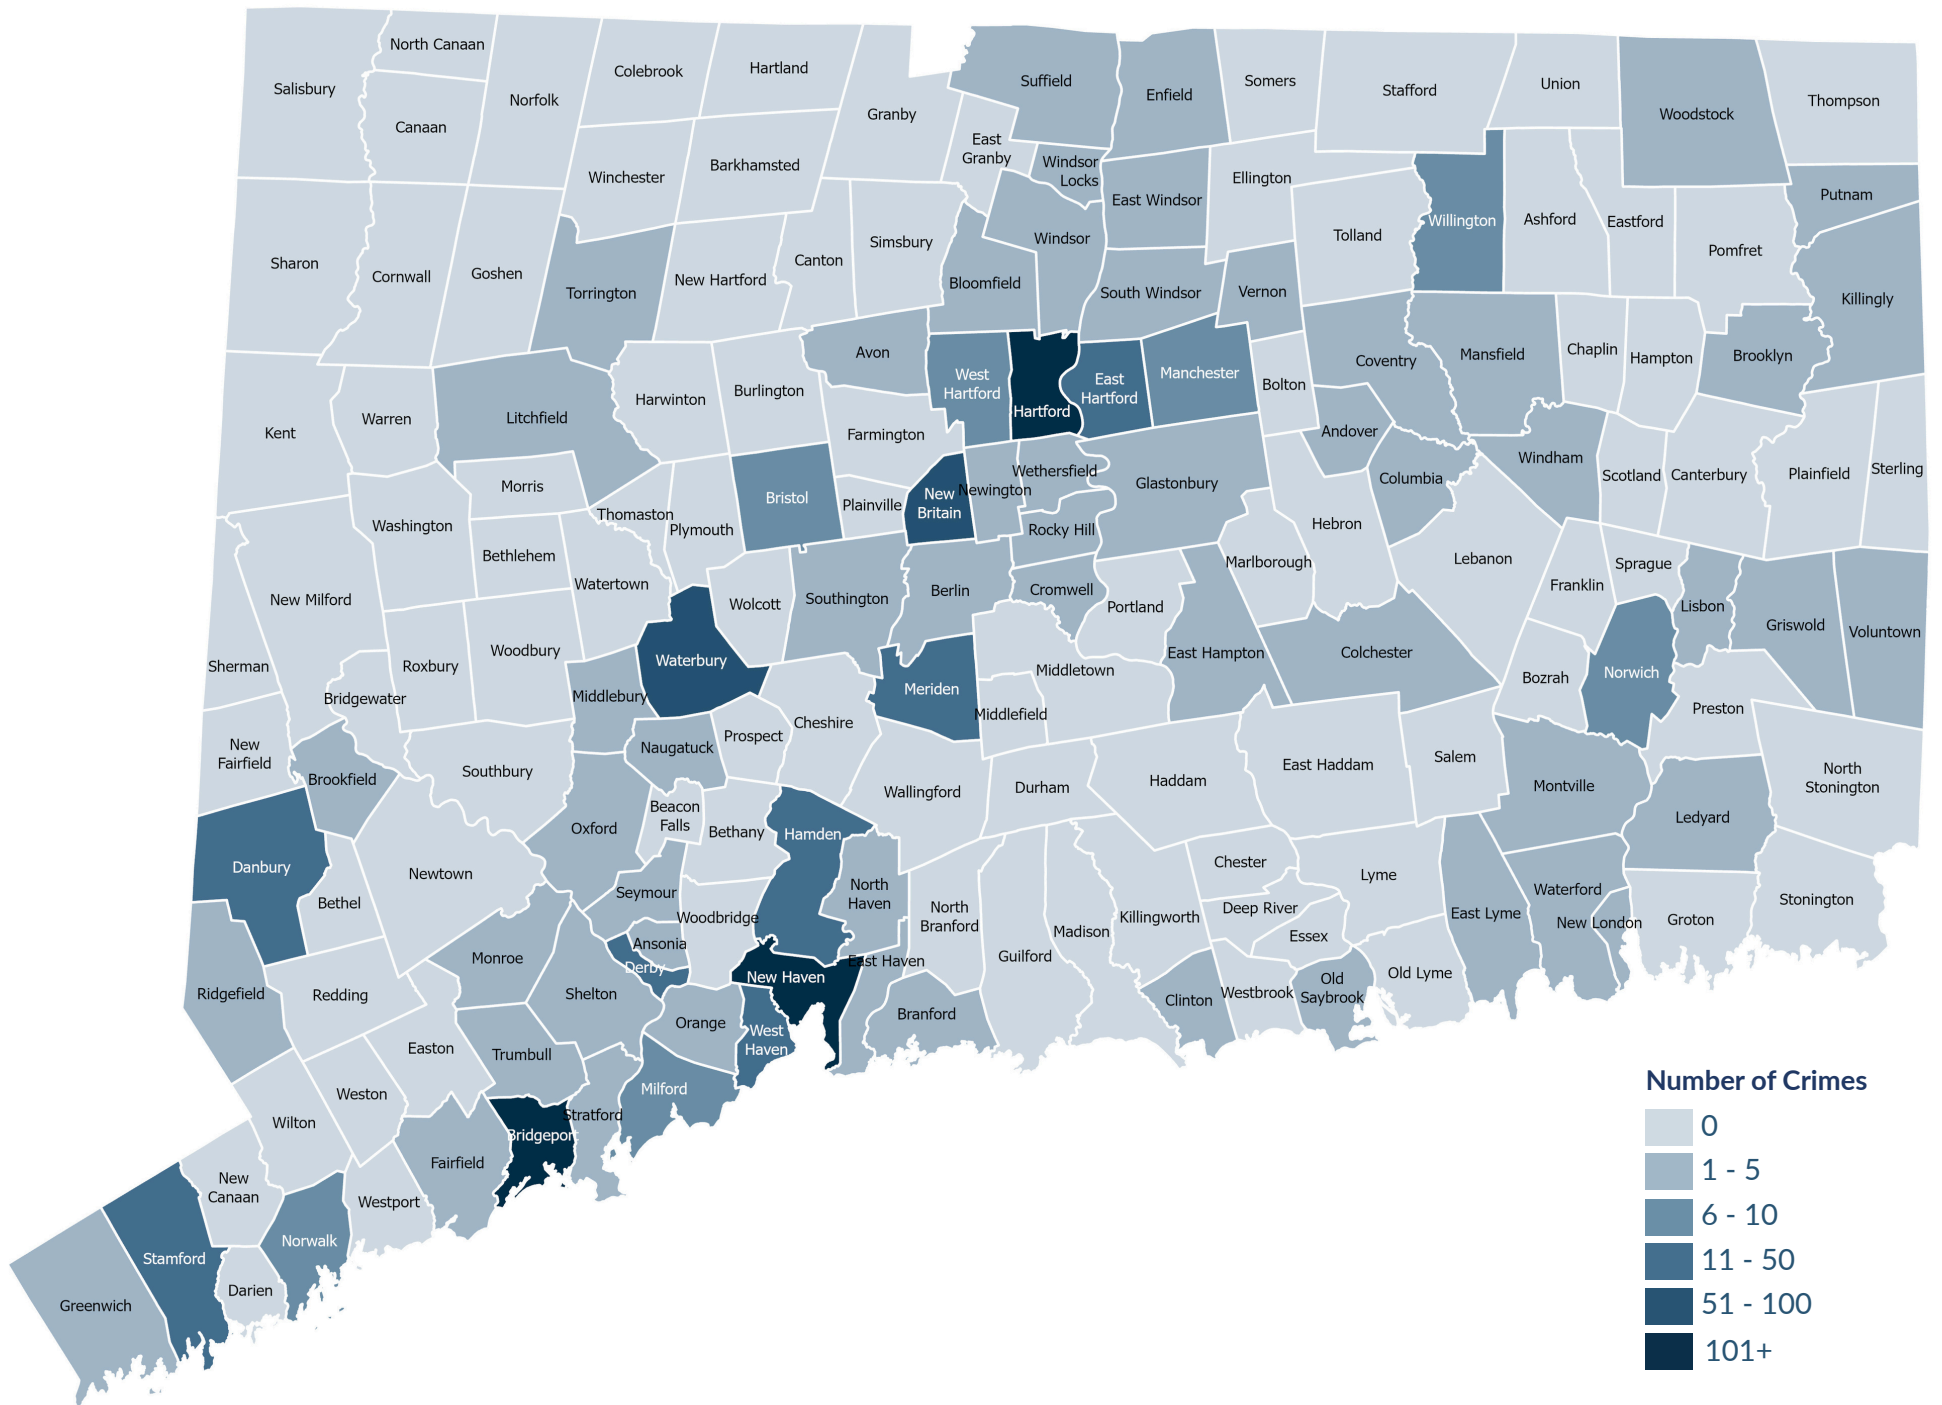 North Canaan
Colebrook
Hartland
Salisbury
Norfolk
Canaan
Granby
Suffield
Enfield
Somers
Stafford
Union
Woodstock
Thompson
East
Granby
Windsor
Locks
Winchester
Barkhamsted
East Windsor
Ellington
Willington
Ashford
Eastford
Putnam
Sharon
Cornwall
Goshen
Torrington
New Hartford
Canton
Simsbury
Bloomfield
Windsor
South Windsor
Vernon
Tolland
Pomfret
Killingly
Kent
Warren
Litchfield
Harwinton
Burlington
Avon
Farmington
West
Hartford
Hartford
East
Hartford
Manchester
Bolton
Coventry
Mansfield
Chaplin
Hampton
Brooklyn
Andover
Columbia
Windham
Scotland
Canterbury
Plainfield
Sterling
Washington
Morris
Bethlehem
Thomaston
Plymouth
Bristol
Plainville
New
Britain
Newington
Wethersfield
Rocky Hill
Glastonbury
Hebron
Marlborough
Lebanon
Franklin
Sprague
Lisbon
Griswold
Voluntown
New Milford
Watertown
Wolcott
Southington
Berlin
Cromwell
Portland
East Hampton
Colchester
Bozrah
Norwich
Preston
Sherman
Bridgewater
Roxbury
Woodbury
Middlebury
Waterbury
Cheshire
Meriden
Middletown
Middlefield
New
Fairfield
Brookfield
Southbury
Naugatuck
Prospect
Wallingford
Durham
Haddam
East Haddam
Salem
Montville
Ledyard
North
Stonington
Danbury
Bethel
Newtown
Oxford
Beacon
Falls
Bethany
Hamden
North
Haven
Seymour
Woodbridge
Ansonia
Derby
North
Branford
Guilford
Madison
Killingworth
Chester
Deep River
Essex
Lyme
East Lyme
Waterford
New London
Groton
Stonington
Ridgefield
Redding
Monroe
Shelton
New Haven
East Haven
Branford
Clinton
Westbrook
Old
Saybrook
Old Lyme
Orange
West
Haven
Milford
Easton
Trumbull
Weston
Wilton
Bridgeport
Stratford
Fairfield
Westport
New
Canaan
Norwalk
Darien
Stamford
Greenwich
Number of Crimes
0
1 - 5
6 - 10
11 - 50
51 - 100
101+